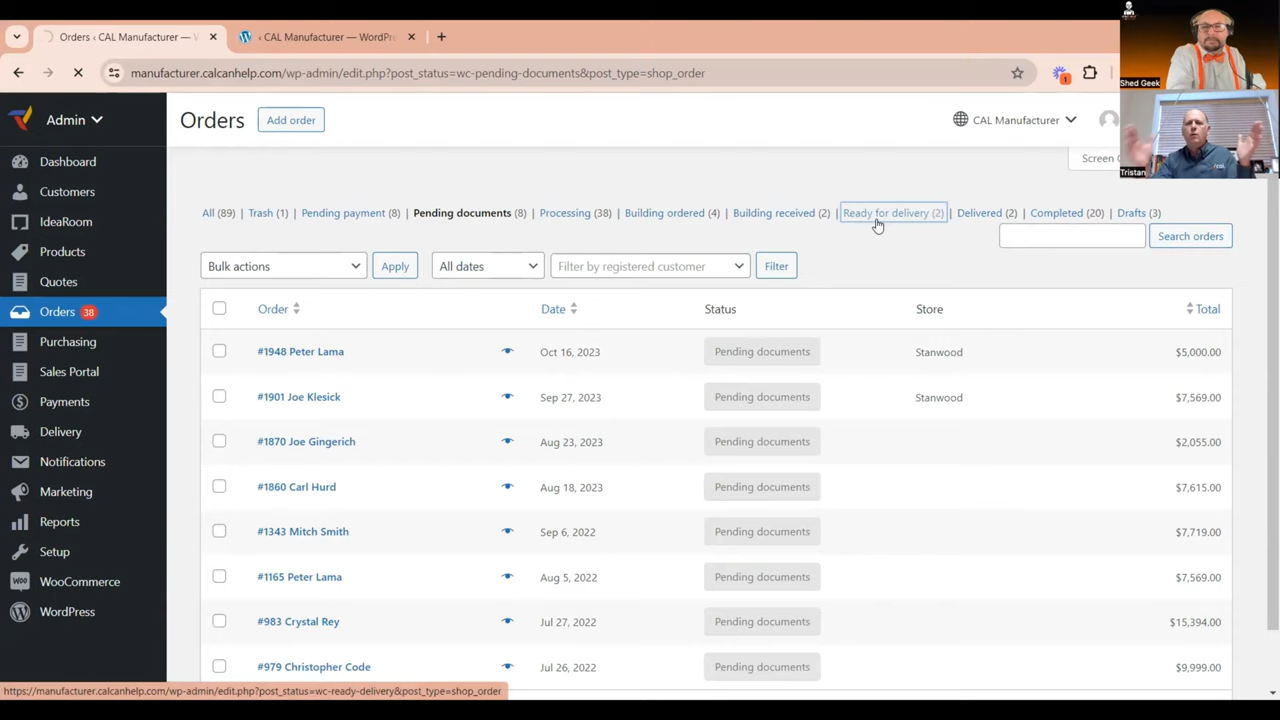 Orders ‹ CAL Manufacturer —
‹ CAL Manufacturer — WordPre
manufacturer.calcanhelp.com/wp-admin/edit.php?post_status=wc-pending-documents&post_type=shop_order
1
Shed Geek
Tristan
Admin
Orders
Add order
CAL Manufacturer
Screen
Dashboard
Customers
IdeaRoom
Products
Quotes
Orders 38
Purchasing
Sales Portal
Payments
Delivery
Notifications
Marketing
Reports
Setup
WooCommerce
WordPress
All (89) | Trash (1) | Pending payment (8) | Pending documents (8) | Processing (38) | Building ordered (4) | Building received (2) | Ready for delivery (2) | Delivered (2) | Completed (20) | Drafts (3)
Search orders
Bulk actions Apply All dates Filter by registered customer Filter
Order Date Status Store Total
#1948 Peter Lama Oct 16, 2023 Pending documents Stanwood $5,000.00
#1901 Joe Klesick Sep 27, 2023 Pending documents Stanwood $7,569.00
#1870 Joe Gingerich Aug 23, 2023 Pending documents $2,055.00
#1860 Carl Hurd Aug 18, 2023 Pending documents $7,615.00
#1343 Mitch Smith Sep 6, 2022 Pending documents $7,719.00
#1165 Peter Lama Aug 5, 2022 Pending documents $7,569.00
#983 Crystal Rey Jul 27, 2022 Pending documents $15,394.00
#979 Christopher Code Jul 26, 2022 Pending documents $9,999.00
https://manufacturer.calcanhelp.com/wp-admin/edit.php?post_status=wc-ready-delivery&post_type=shop_order